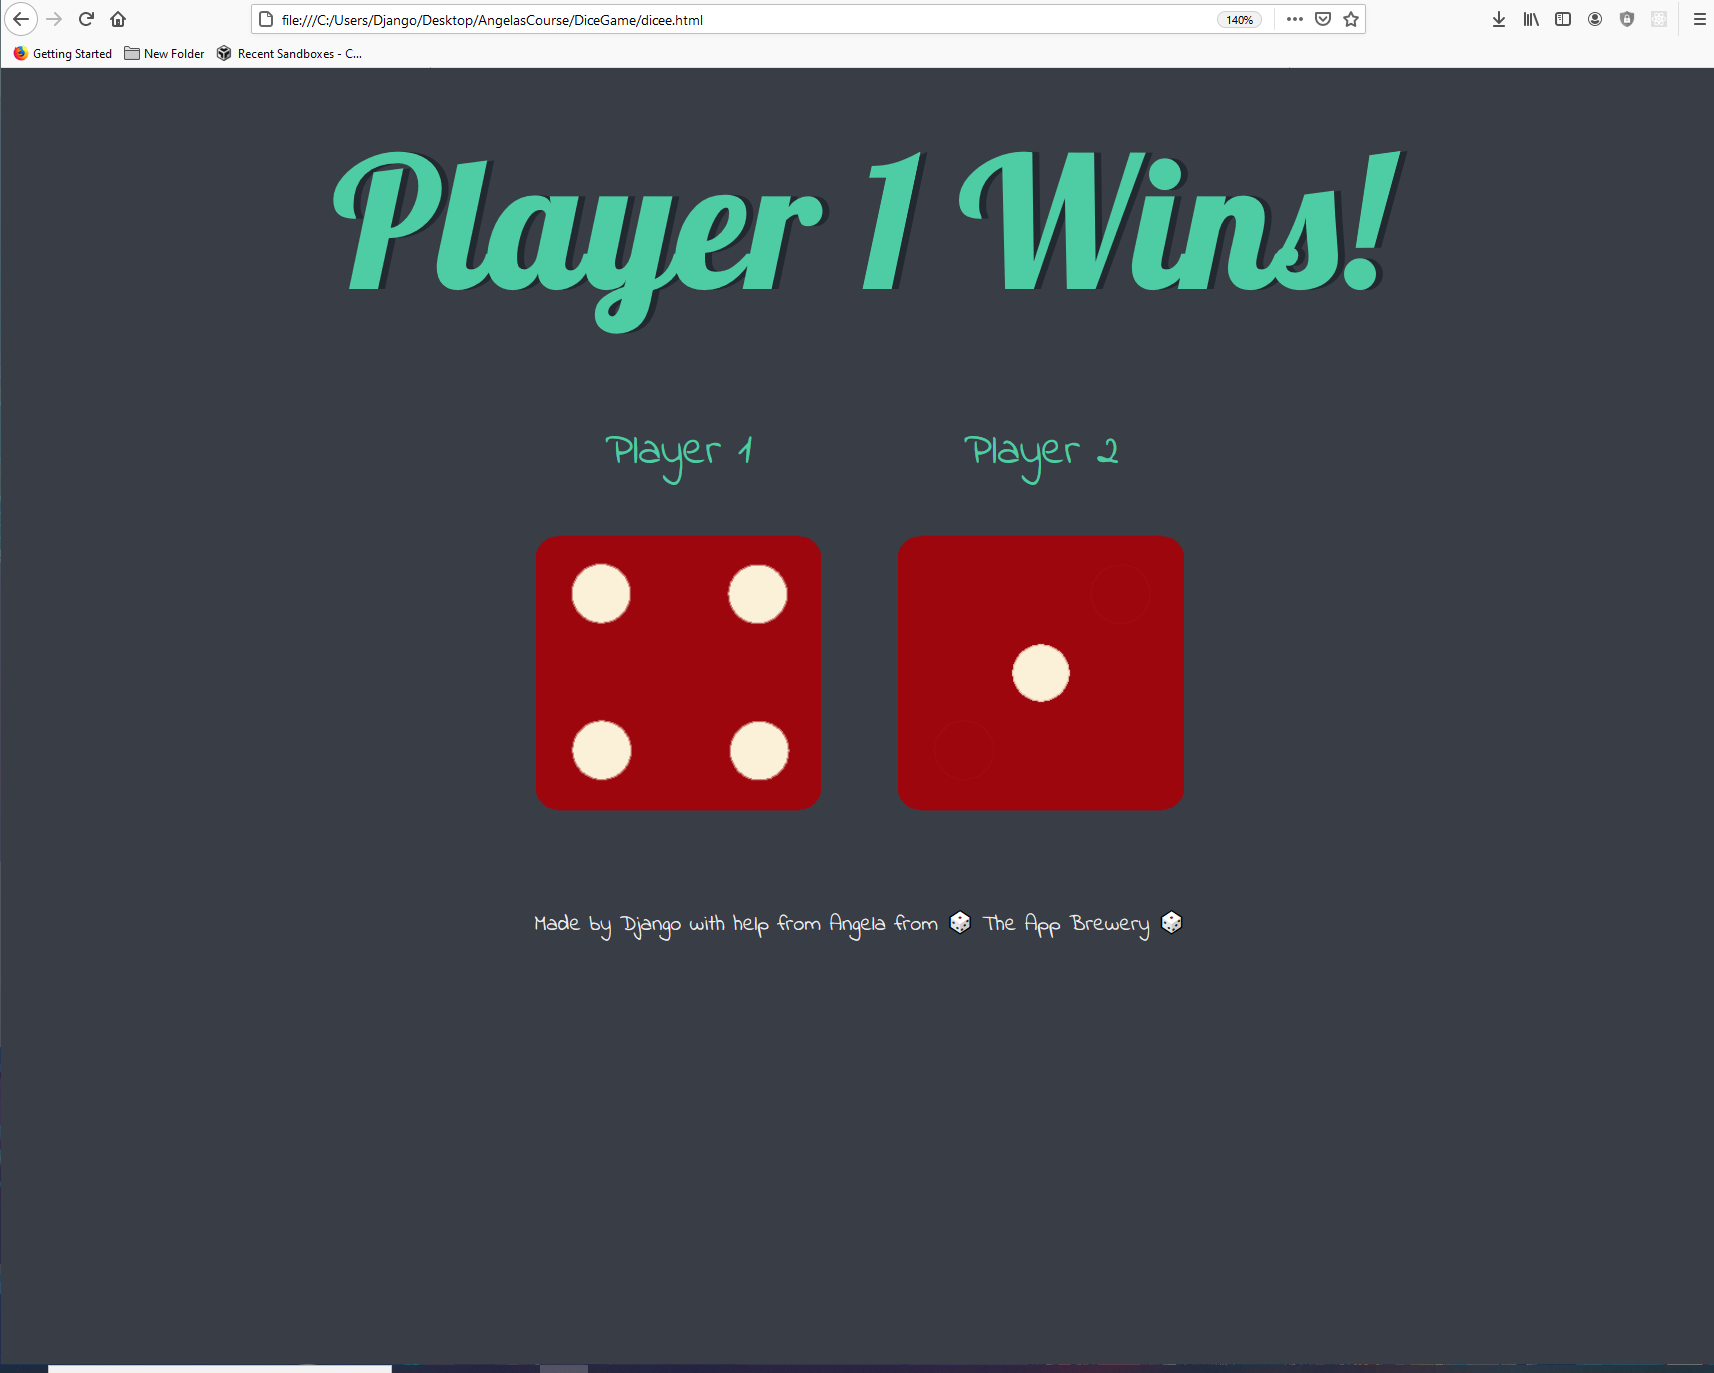 file:///C:/Users/Django/Desktop/AngelasCourse/DiceGame/dicee.html 140%
Getting Started New Folder Recent Sandboxes - C...
Player 1 Wins!
Player 1 Player 2
Made by Django with help from Angela from 🎲 The App Brewery 🎲